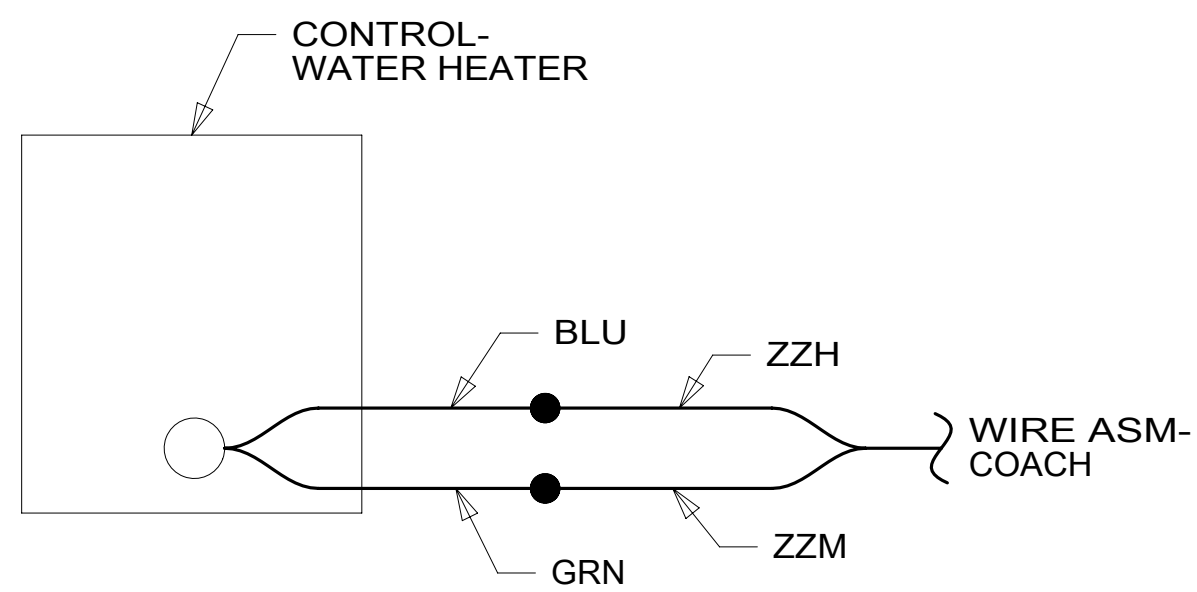 CONTROL-
WATER HEATER
BLU
ZZH
WIRE ASM-
COACH
ZZM
GRN